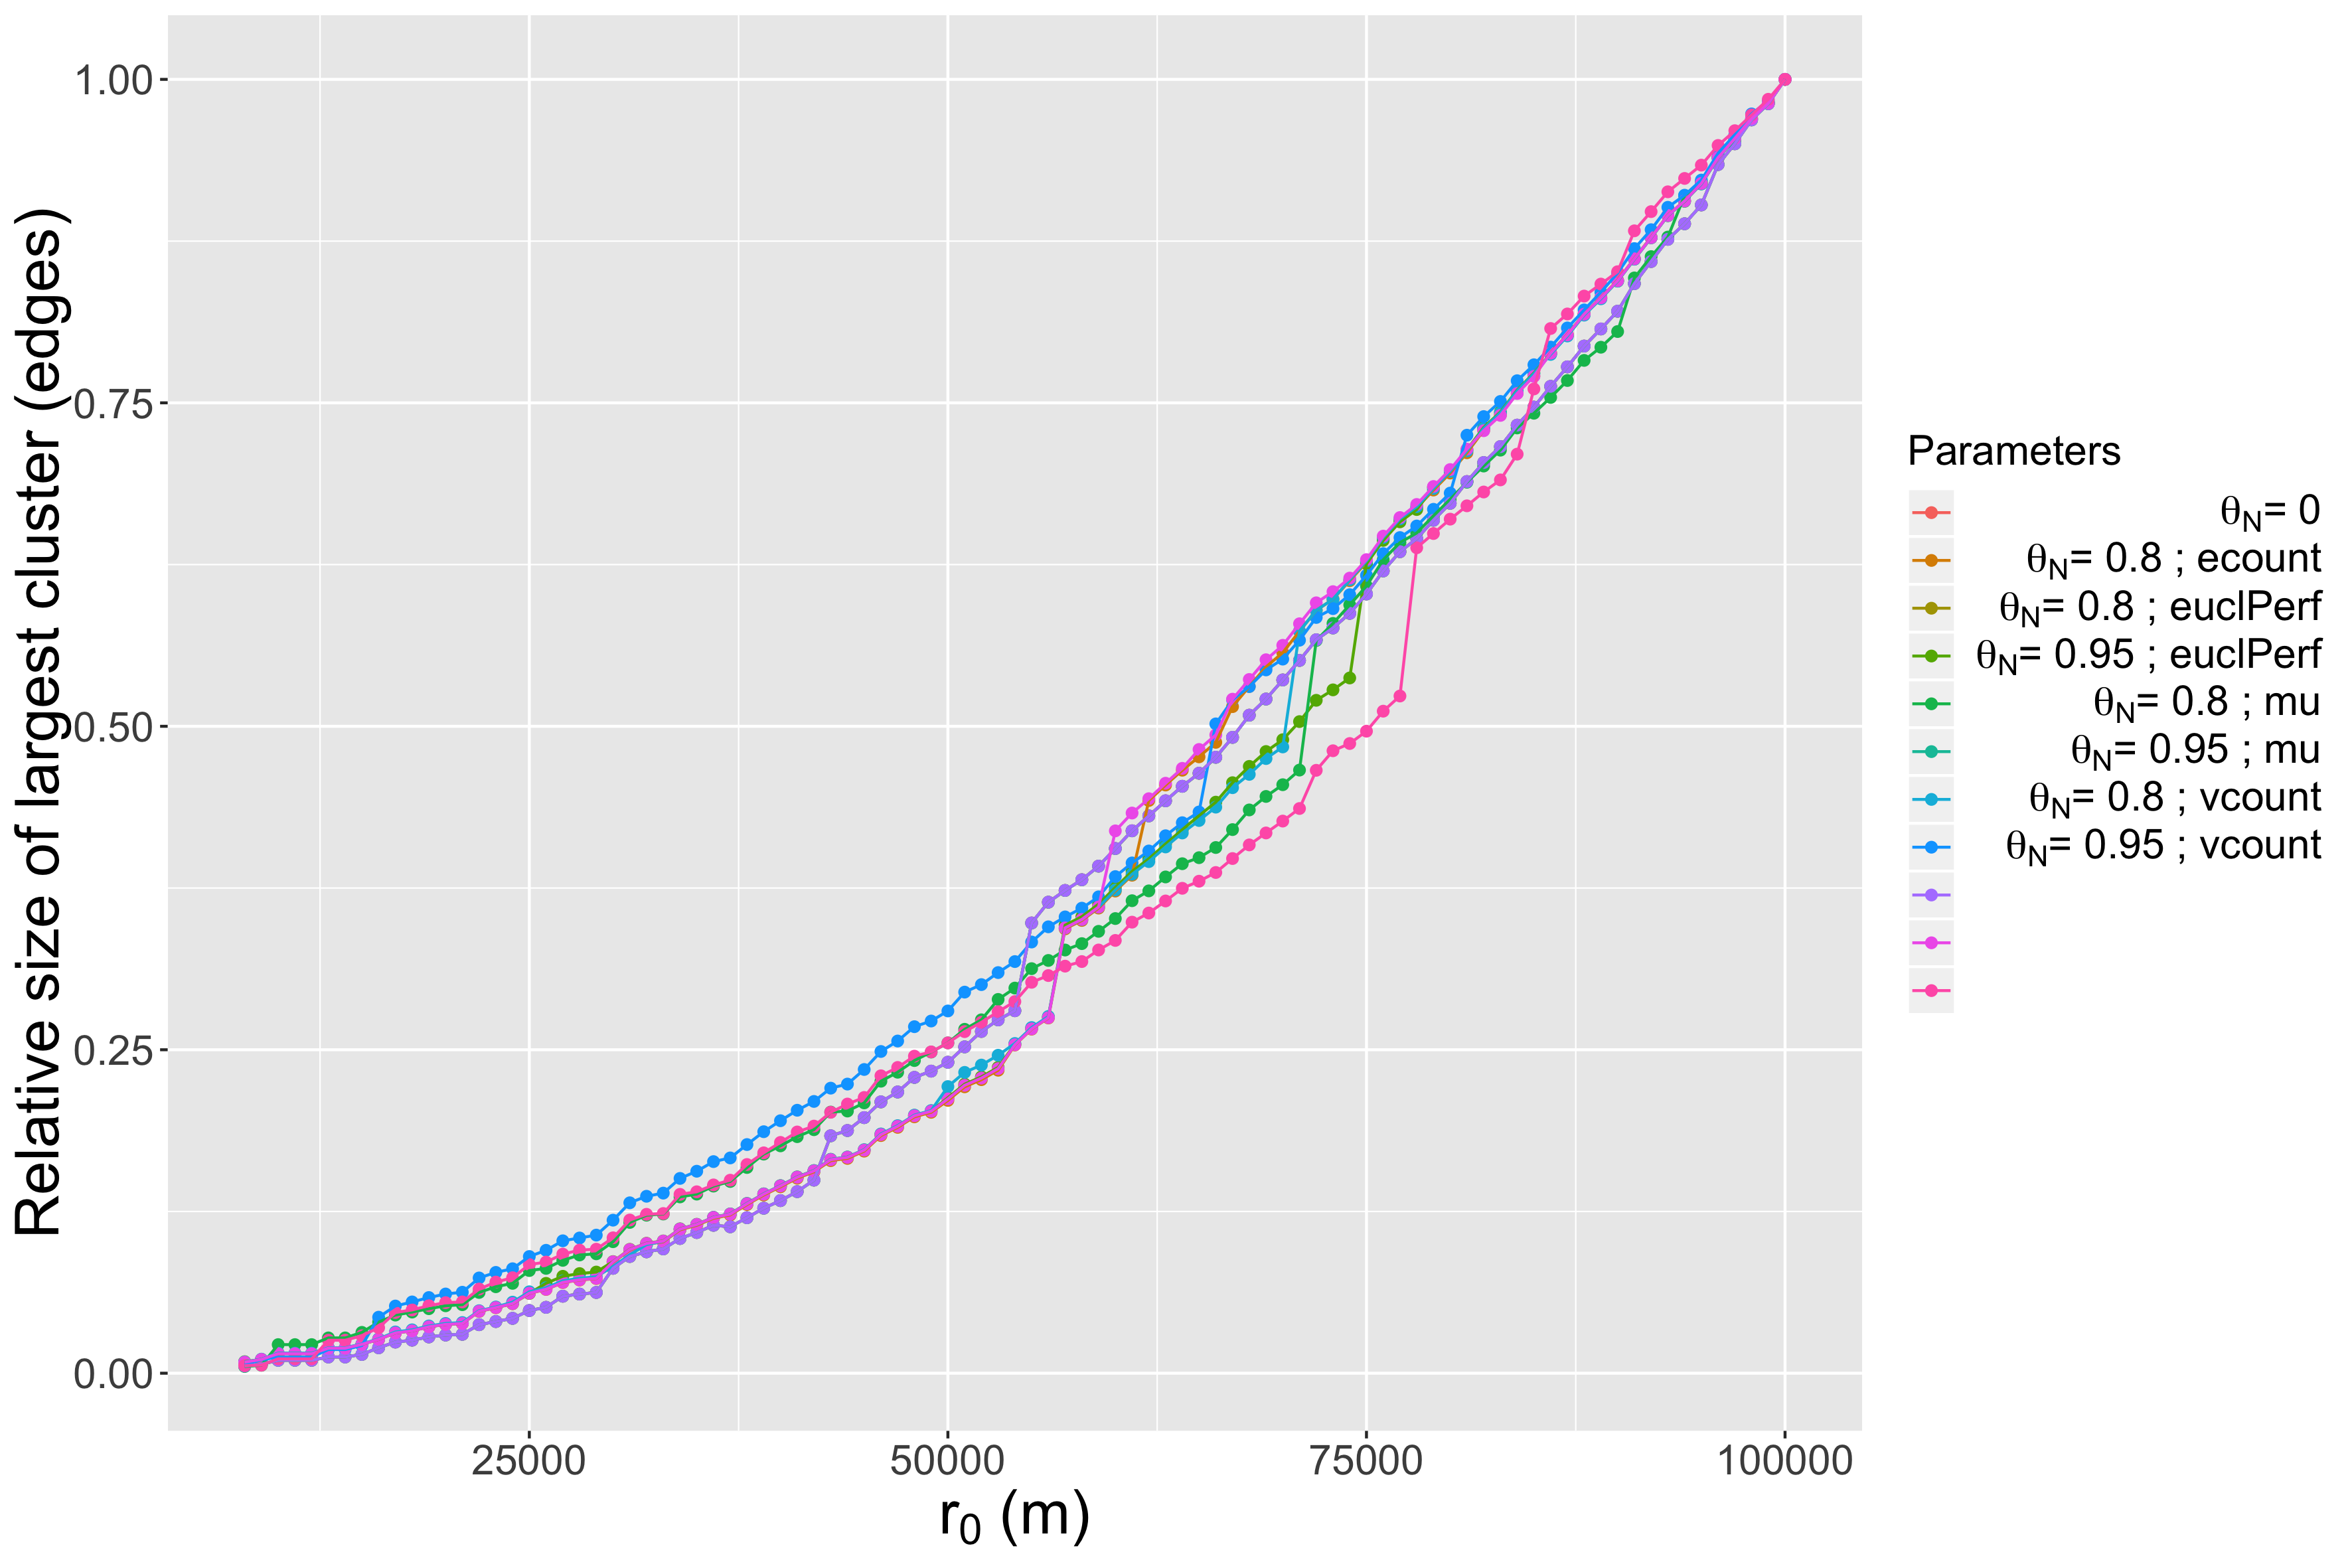 Relative size of largest cluster (edges)
1.00
0.75
0.50
0.25
0.00
25000 50000 75000 100000
r₀ (m)
Parameters
θN= 0
θN= 0.8 ; ecount
θN= 0.8 ; euclPerf
θN= 0.95 ; euclPerf
θN= 0.8 ; mu
θN= 0.95 ; mu
θN= 0.8 ; vcount
θN= 0.95 ; vcount